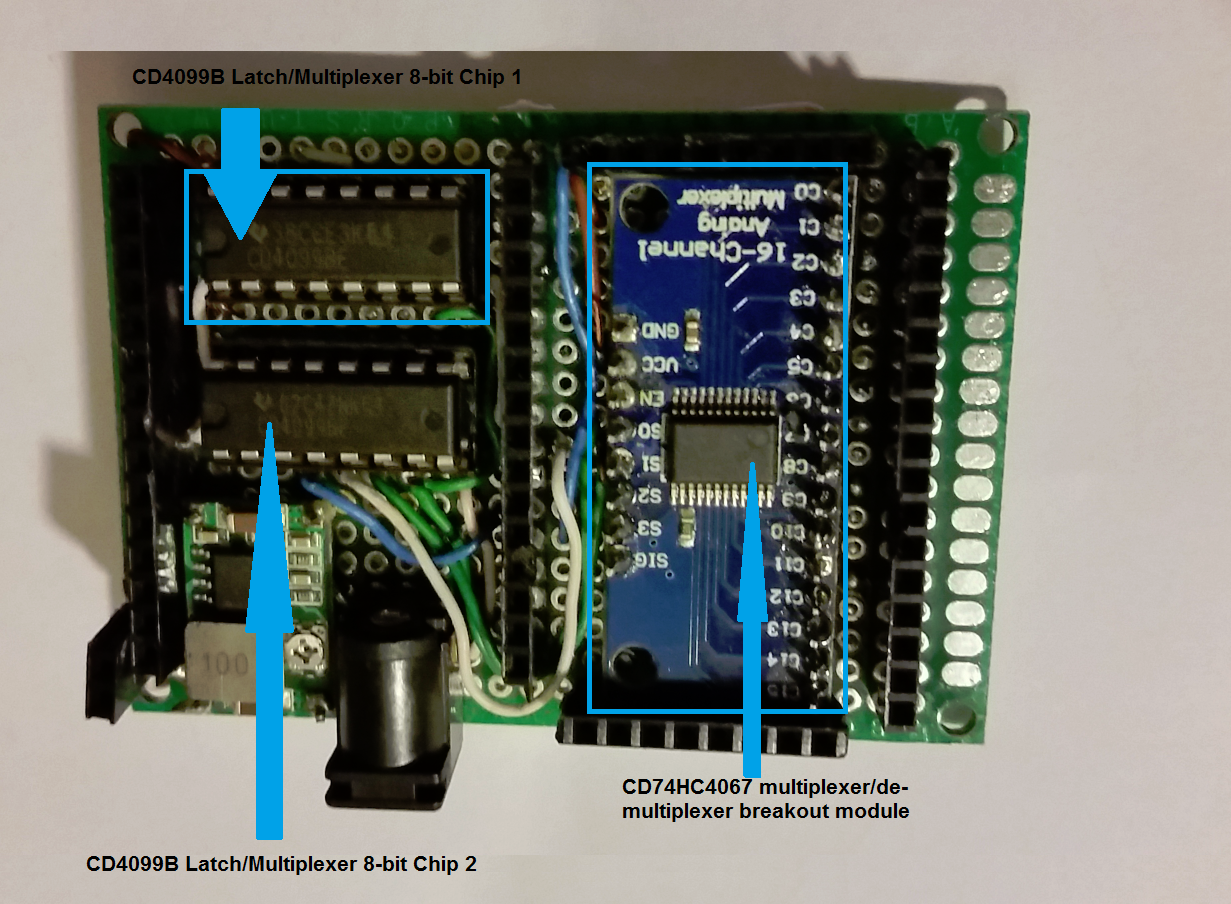 CD4099B Latch/Multiplexer 8-bit Chip 1
CD4099BE
16-Channel
Analog
Multiplexer
C0
C1
C2
C3
C4
C5
C6
C7
C8
C9
C10
C11
C12
C13
C14
C15
GND
VCC
EN
S0
S1
S2
S3
SIG
100
CD74HC4067 multiplexer/de-
multiplexer breakout module
CD4099B Latch/Multiplexer 8-bit Chip 2